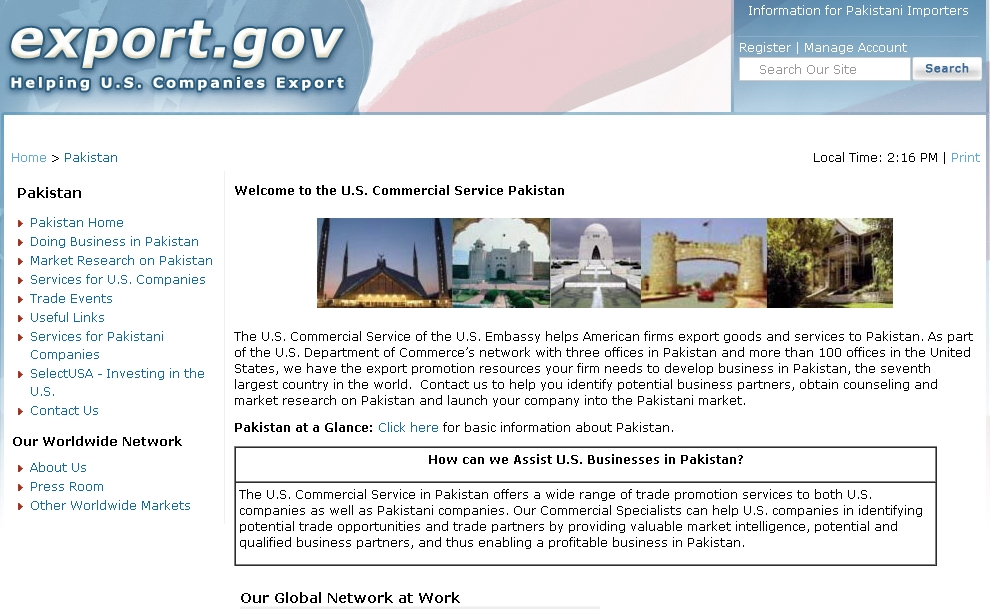 Information for Pakistani Importers
export.gov
Helping U.S. Companies Export
Register | Manage Account
Search Our Site
Search
Home > Pakistan
Local Time: 2:16 PM | Print
Pakistan
Pakistan Home
Doing Business in Pakistan
Market Research on Pakistan
Services for U.S. Companies
Trade Events
Useful Links
Services for Pakistani
Companies
SelectUSA - Investing in the
U.S.
Contact Us
Our Worldwide Network
About Us
Press Room
Other Worldwide Markets
Welcome to the U.S. Commercial Service Pakistan
The U.S. Commercial Service of the U.S. Embassy helps American firms export goods and services to Pakistan. As part
of the U.S. Department of Commerce's network with three offices in Pakistan and more than 100 offices in the United
States, we have the export promotion resources your firm needs to develop business in Pakistan, the seventh
largest country in the world.  Contact us to help you identify potential business partners, obtain counseling and
market research on Pakistan and launch your company into the Pakistani market.
Pakistan at a Glance: Click here for basic information about Pakistan.
How can we Assist U.S. Businesses in Pakistan?
The U.S. Commercial Service in Pakistan offers a wide range of trade promotion services to both U.S.
companies as well as Pakistani companies. Our Commercial Specialists can help U.S. companies in identifying
potential trade opportunities and trade partners by providing valuable market intelligence, potential and
qualified business partners, and thus enabling a profitable business in Pakistan.
Our Global Network at Work